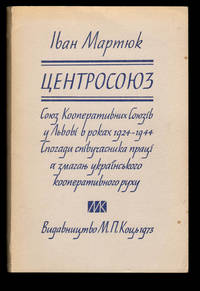 Іван Мартюк
ЦЕНТРОСОЮЗ
Союз Кооперативних Союзів
у Львові в роках 1924-1944
Спогади співучасника праці
й змагань українського
кооперативного руху
МК
Видавництво М.П.Коць 1973